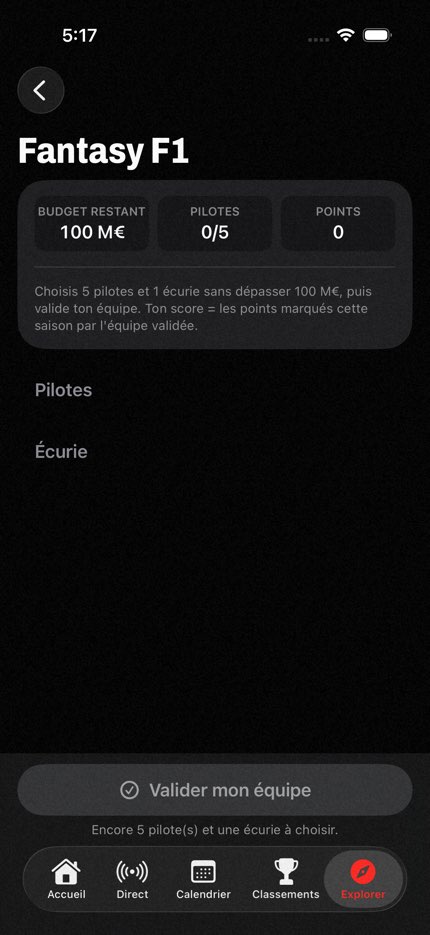 5:17
Fantasy F1
BUDGET RESTANT
100 M€
PILOTES
0/5
POINTS
0
Choisis 5 pilotes et 1 écurie sans dépasser 100 M€, puis
valide ton équipe. Ton score = les points marqués cette
saison par l'équipe validée.
Pilotes
Écurie
Valider mon équipe
Encore 5 pilote(s) et une écurie à choisir.
Accueil
Direct
Calendrier
Classements
Explorer